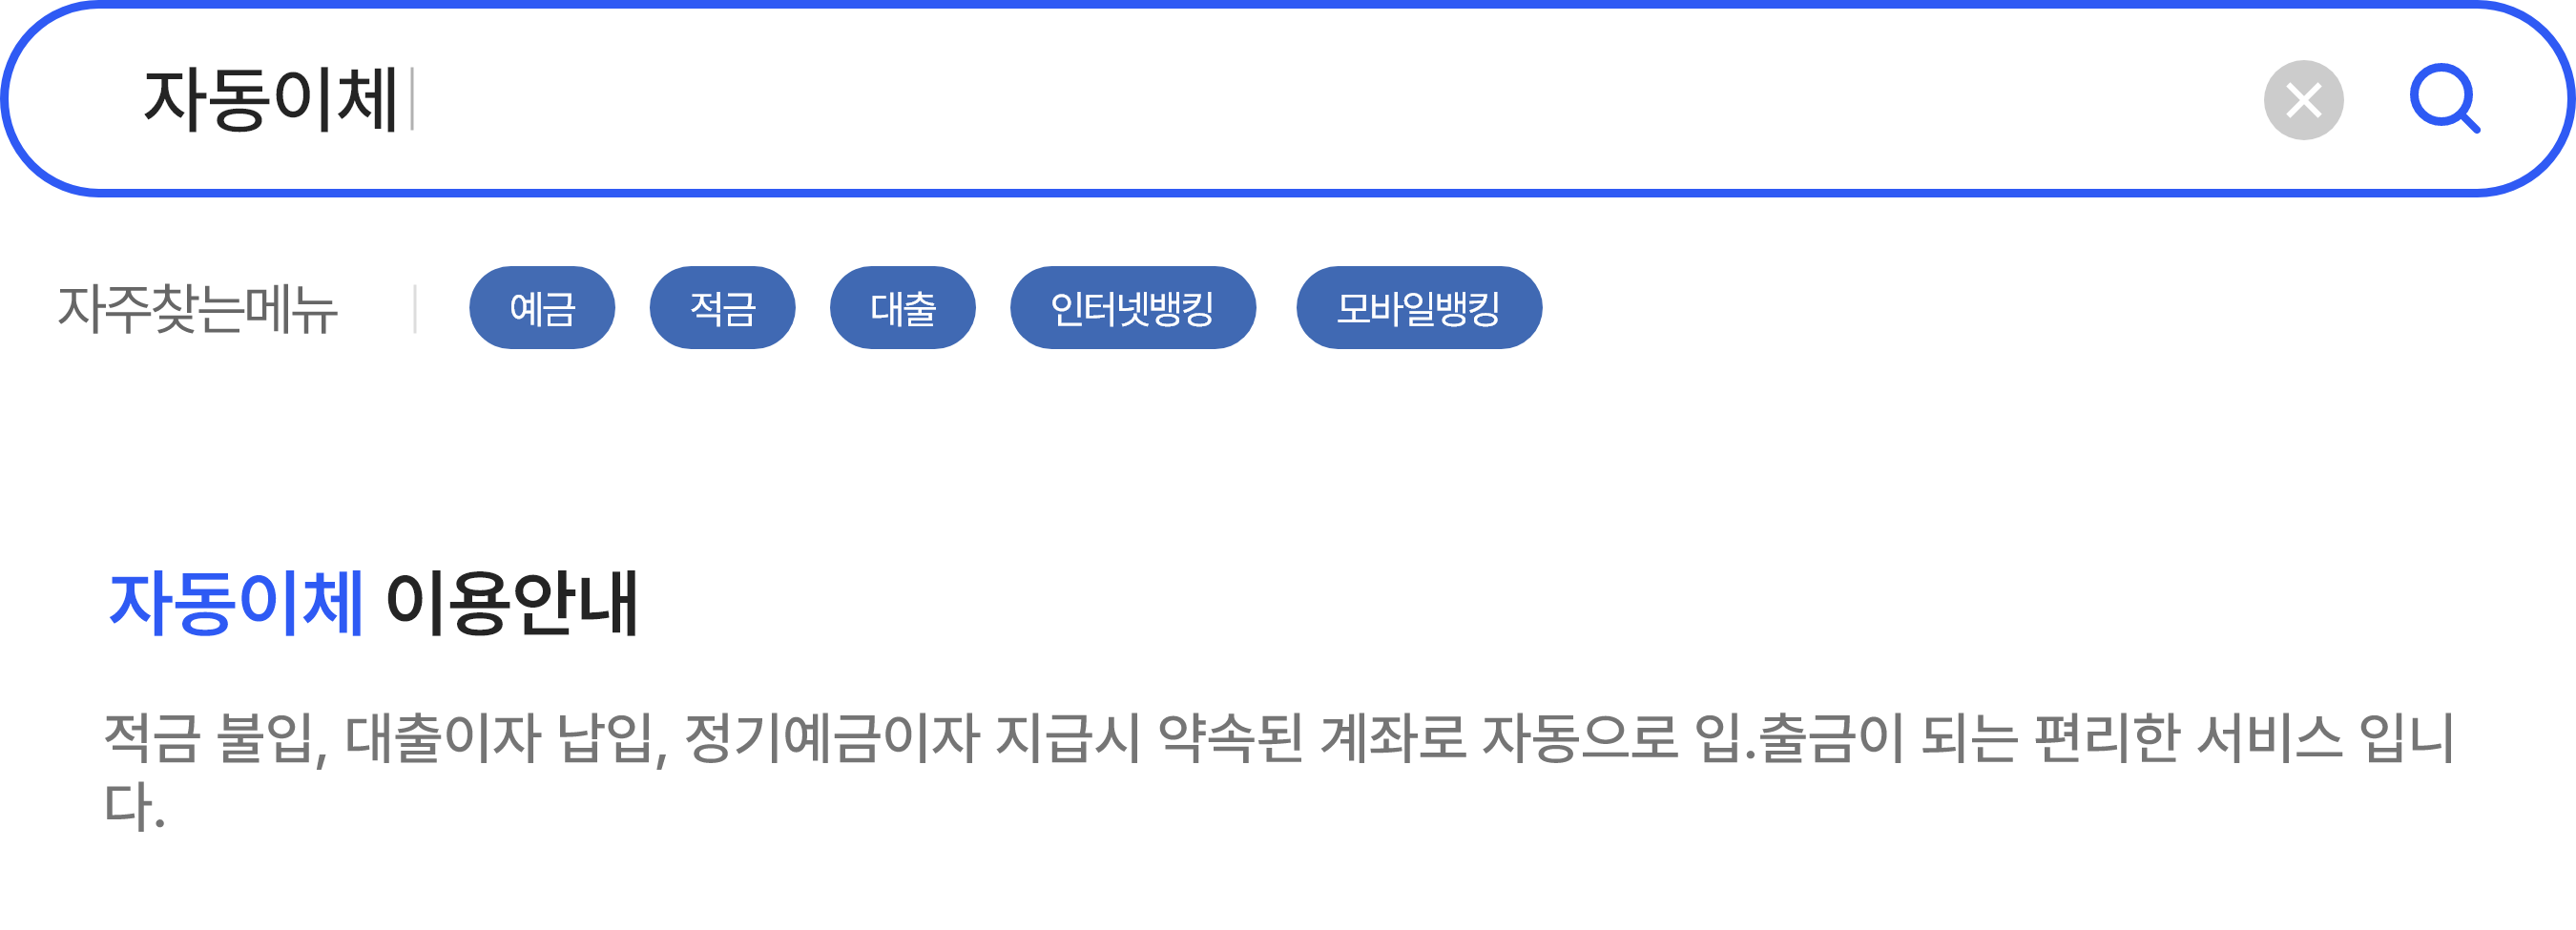 자동이체
자주찾는메뉴 예금 적금 대출 인터넷뱅킹 모바일뱅킹
자동이체 이용안내
적금 불입, 대출이자 납입, 정기예금이자 지급시 약속된 계좌로 자동으로 입.출금이 되는 편리한 서비스 입니
다.